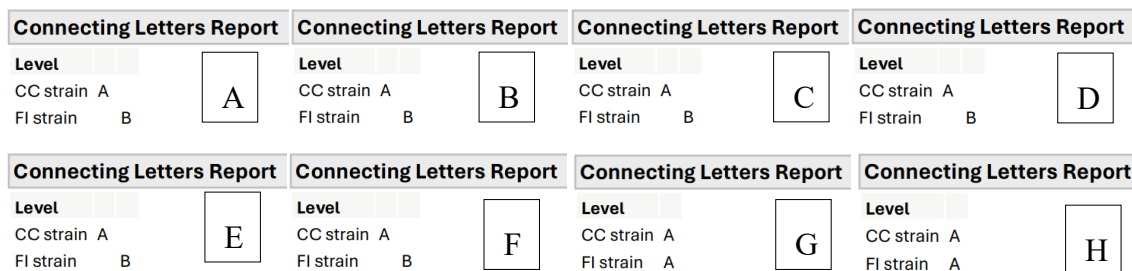 Connecting Letters Report Connecting Letters Report Connecting Letters Report Connecting Letters Report
Level Level Level Level
CC strain A A CC strain A B CC strain A C CC strain A D
FI strain B FI strain B FI strain B FI strain B
Connecting Letters Report Connecting Letters Report Connecting Letters Report Connecting Letters Report
Level Level Level Level
CC strain A E CC strain A F CC strain A G CC strain A H
FI strain B FI strain B FI strain A FI strain A